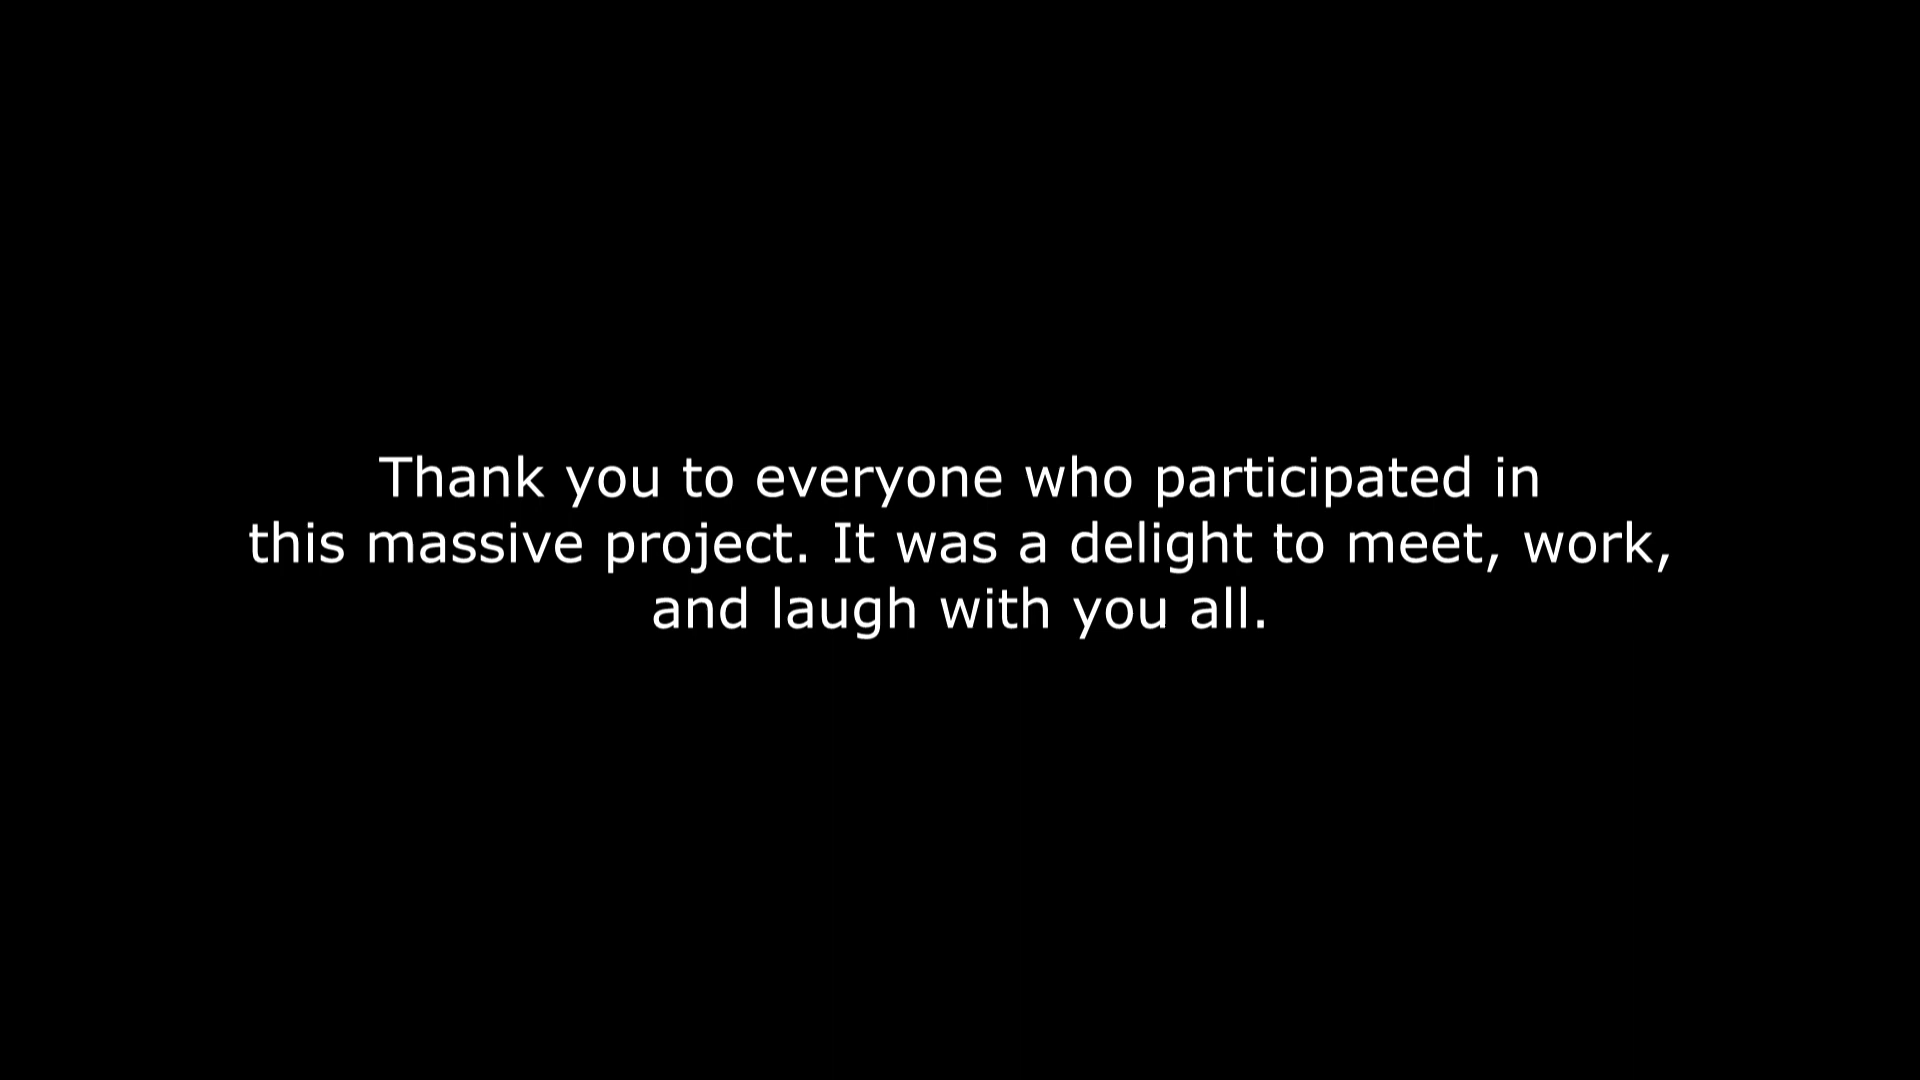 Thank you to everyone who participated in
this massive project. It was a delight to meet, work,
and laugh with you all.